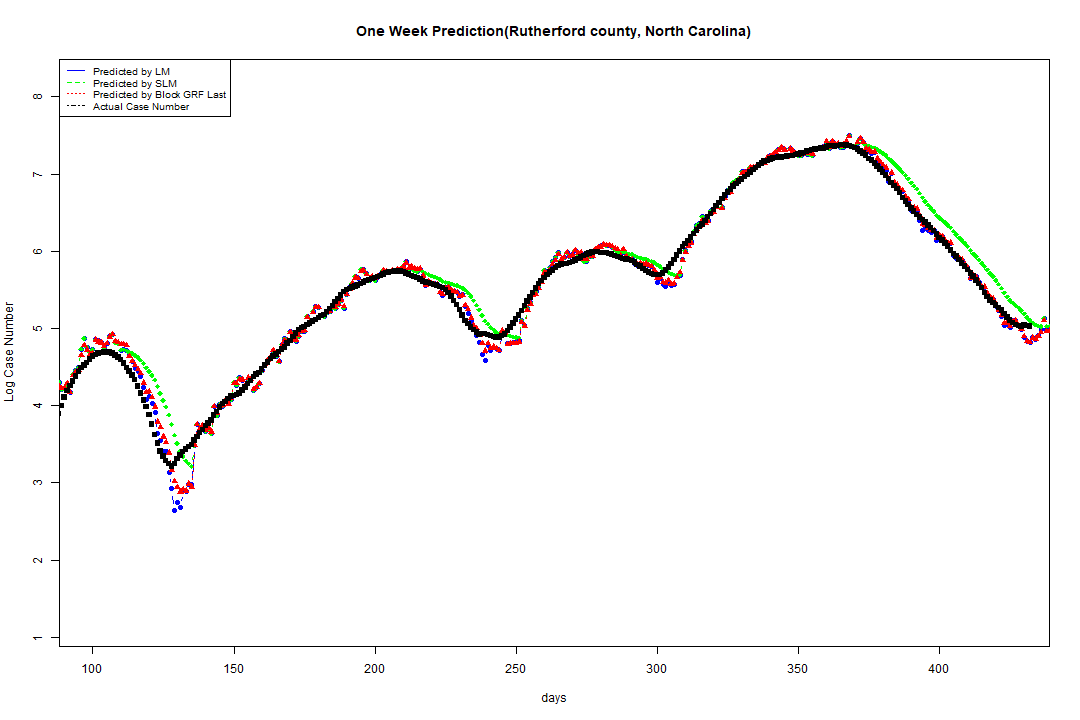 One Week Prediction(Rutherford county, North Carolina)
Predicted by LM
Predicted by SLM
Predicted by Block GRF Last
Actual Case Number
8
7
6
5
4
3
2
1
Log Case Number
100 150 200 250 300 350 400
days